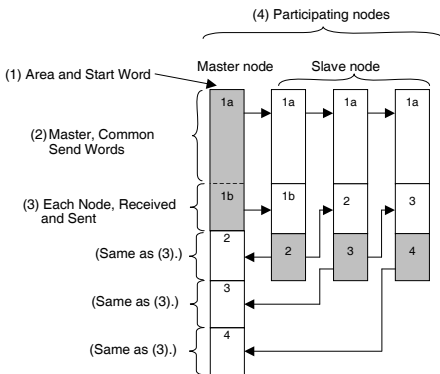 (4) Participating nodes
Master node
Slave node
(1) Area and Start Word
1a
1a
1a
1a
(2) Master, Common
Send Words
1b
1b
2
3
(3) Each Node, Received
and Sent
2
2
3
4
(Same as (3).)
3
(Same as (3).)
4
(Same as (3).)